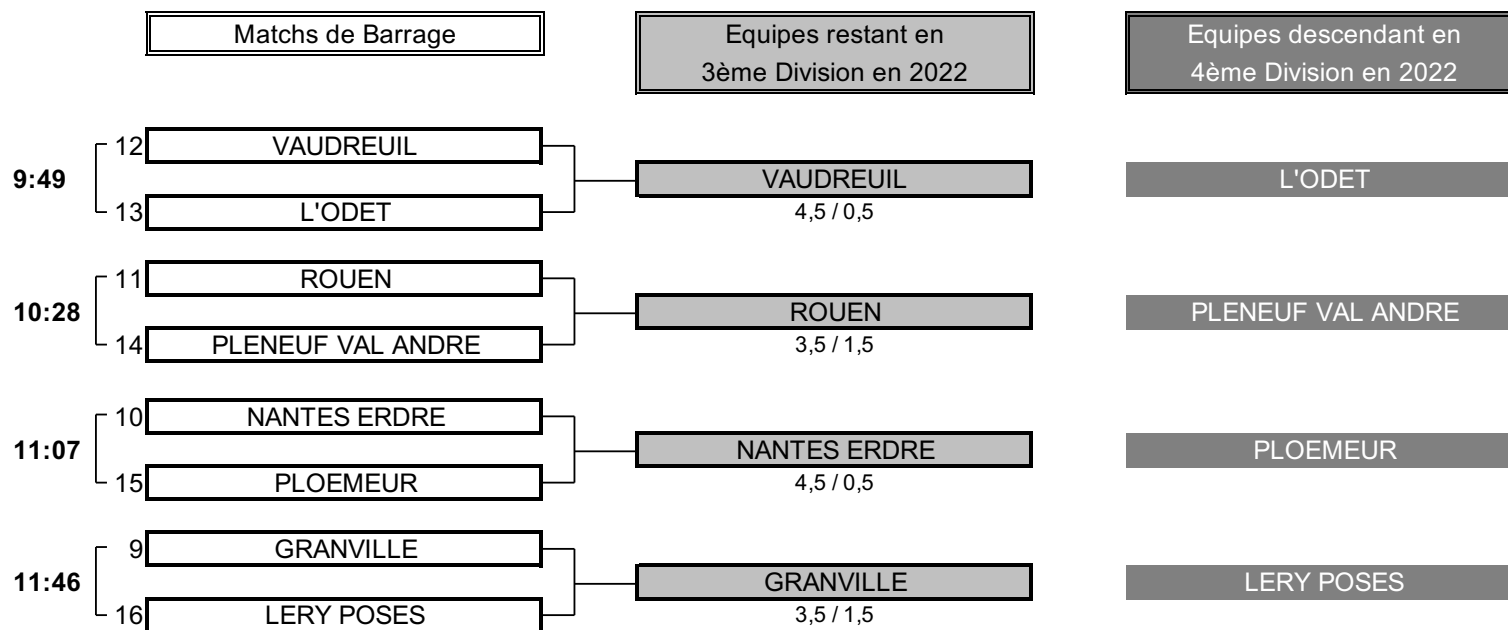 Matchs de Barrage
Equipes restant en
3ème Division en 2022
Equipes descendant en
4ème Division en 2022
9:49
12 VAUDREUIL
13 L'ODET
VAUDREUIL
4,5 / 0,5
L'ODET
10:28
11 ROUEN
14 PLENEUF VAL ANDRE
ROUEN
3,5 / 1,5
PLENEUF VAL ANDRE
11:07
10 NANTES ERDRE
15 PLOEMEUR
NANTES ERDRE
4,5 / 0,5
PLOEMEUR
11:46
9 GRANVILLE
16 LERY POSES
GRANVILLE
3,5 / 1,5
LERY POSES